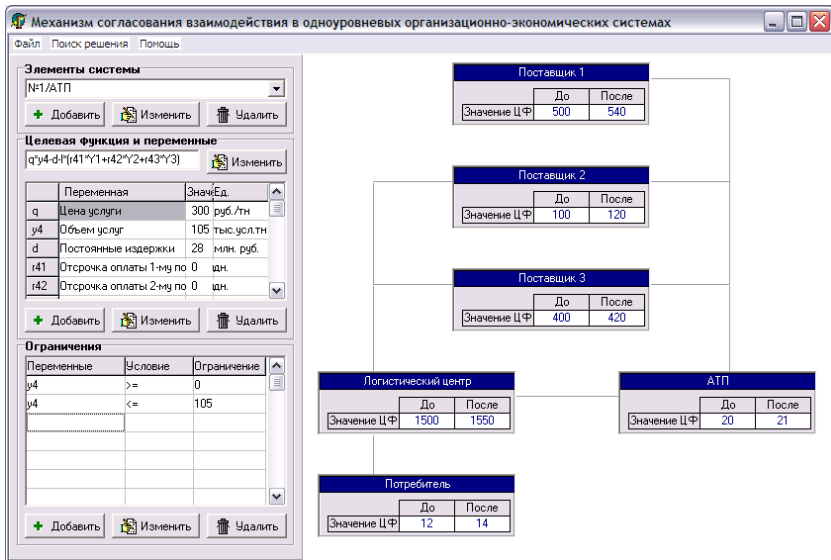 Механизм согласования взаимодействия в одноуровневых организационно-экономических системах
Файл Поиск решения Помощь
Элементы системы
№1/АТП
Добавить Изменить Удалить
Целевая функция и переменные
q*y4-d-l*(r41*Y1+r42*Y2+r43*Y3) Изменить
Переменная Значе Ед.
q Цена услуги 300 руб./тн
y4 Объем услуг 105 тыс.усл.тн
d Постоянные издержки 28 млн. руб.
r41 Отсрочка оплаты 1-му по 0 дн.
r42 Отсрочка оплаты 2-му по 0 дн.
Добавить Изменить Удалить
Ограничения
Переменные Условие Ограничение
y4 >= 0
y4 <= 105
Добавить Изменить Удалить
Поставщик 1
До После
Значение ЦФ 500 540
Поставщик 2
До После
Значение ЦФ 100 120
Поставщик 3
До После
Значение ЦФ 400 420
Логистический центр
До После
Значение ЦФ 1500 1550
АТП
До После
Значение ЦФ 20 21
Потребитель
До После
Значение ЦФ 12 14